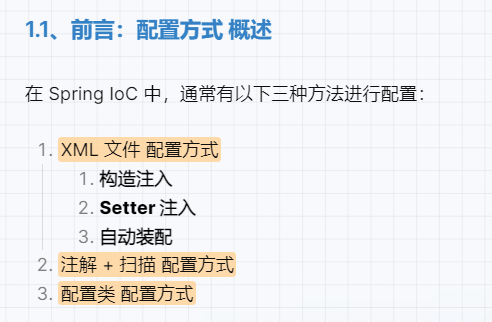 1.1、前言：配置方式 概述
在 Spring IoC 中，通常有以下三种方法进行配置：
1. XML 文件 配置方式
1. 构造注入
2. Setter 注入
3. 自动装配
2. 注解 + 扫描 配置方式
3. 配置类 配置方式